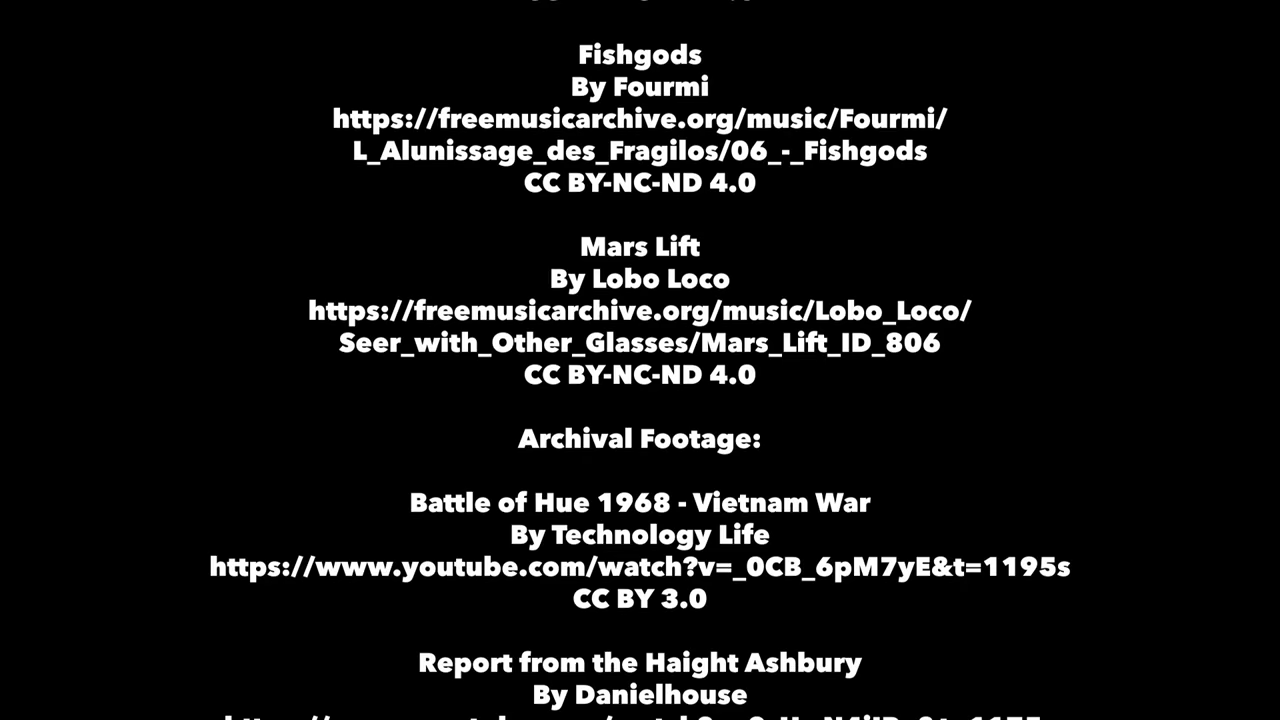 Fishgods
By Fourmi
https://freemusicarchive.org/music/Fourmi/
L_Alunissage_des_Fragilos/06_-_Fishgods
CC BY-NC-ND 4.0
Mars Lift
By Lobo Loco
https://freemusicarchive.org/music/Lobo_Loco/
Seer_with_Other_Glasses/Mars_Lift_ID_806
CC BY-NC-ND 4.0
Archival Footage:
Battle of Hue 1968 - Vietnam War
By Technology Life
https://www.youtube.com/watch?v=_0CB_6pM7yE&t=1195s
CC BY 3.0
Report from the Haight Ashbury
By Danielhouse